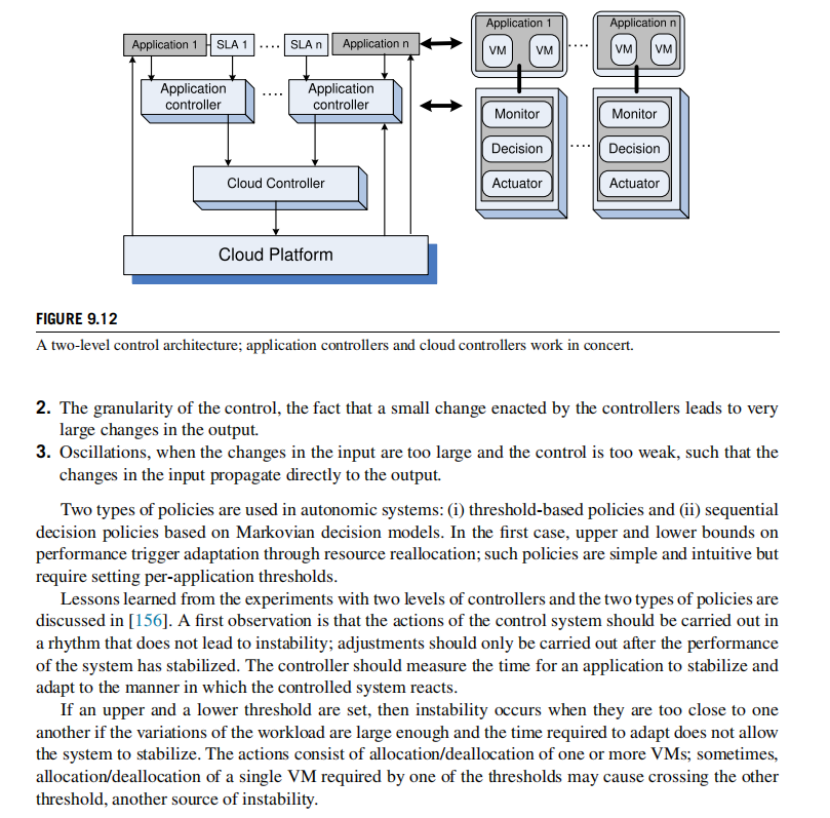 Application 1 SLA 1 .... SLA n Application n
Application 1
VM VM
....
Application n
VM VM
Application
controller
....
Application
controller
Monitor
Decision
Actuator
....
Monitor
Decision
Actuator
Cloud Controller
Cloud Platform
FIGURE 9.12
A two-level control architecture; application controllers and cloud controllers work in concert.
2. The granularity of the control, the fact that a small change enacted by the controllers leads to very
large changes in the output.
3. Oscillations, when the changes in the input are too large and the control is too weak, such that the
changes in the input propagate directly to the output.
Two types of policies are used in autonomic systems: (i) threshold-based policies and (ii) sequential
decision policies based on Markovian decision models. In the first case, upper and lower bounds on
performance trigger adaptation through resource reallocation; such policies are simple and intuitive but
require setting per-application thresholds.
Lessons learned from the experiments with two levels of controllers and the two types of policies are
discussed in [156]. A first observation is that the actions of the control system should be carried out in
a rhythm that does not lead to instability; adjustments should only be carried out after the performance
of the system has stabilized. The controller should measure the time for an application to stabilize and
adapt to the manner in which the controlled system reacts.
If an upper and a lower threshold are set, then instability occurs when they are too close to one
another if the variations of the workload are large enough and the time required to adapt does not allow
the system to stabilize. The actions consist of allocation/deallocation of one or more VMs; sometimes,
allocation/deallocation of a single VM required by one of the thresholds may cause crossing the other
threshold, another source of instability.